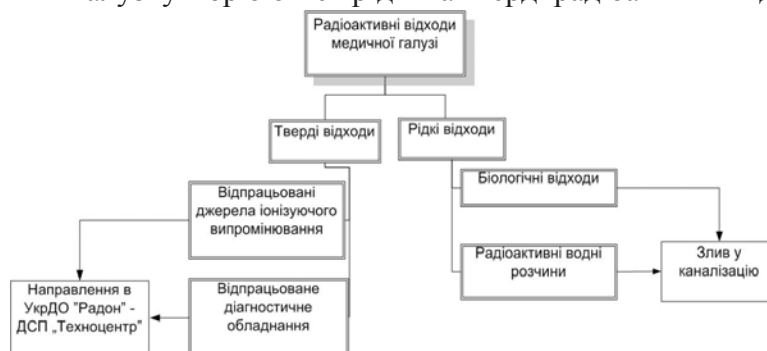 Радіоактивні відходи
медичної галузі
Тверді відходи
Рідкі відходи
Відпрацьовані
джерела іонізуючого
випромінювання
Біологічні відходи
Радіоактивні водні
розчини
Злив у
каналізацію
Направлення в
УкрДО "Радон" -
ДСП „Техноцентр"
Відпрацьоване
діагностичне
обладнання